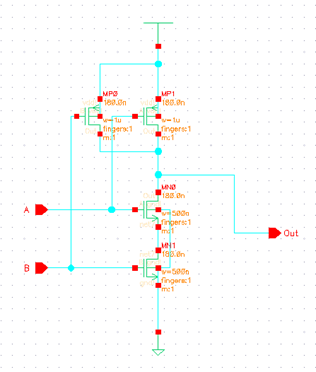 MP0
180.0n
w=1u
fingers:1
m:1
MP1
180.0n
w=1u
fingers:1
m:1
MN0
180.0n
w=500n
fingers:1
m:1
A
Out
MN1
180.0n
w=500n
fingers:1
m:1
B